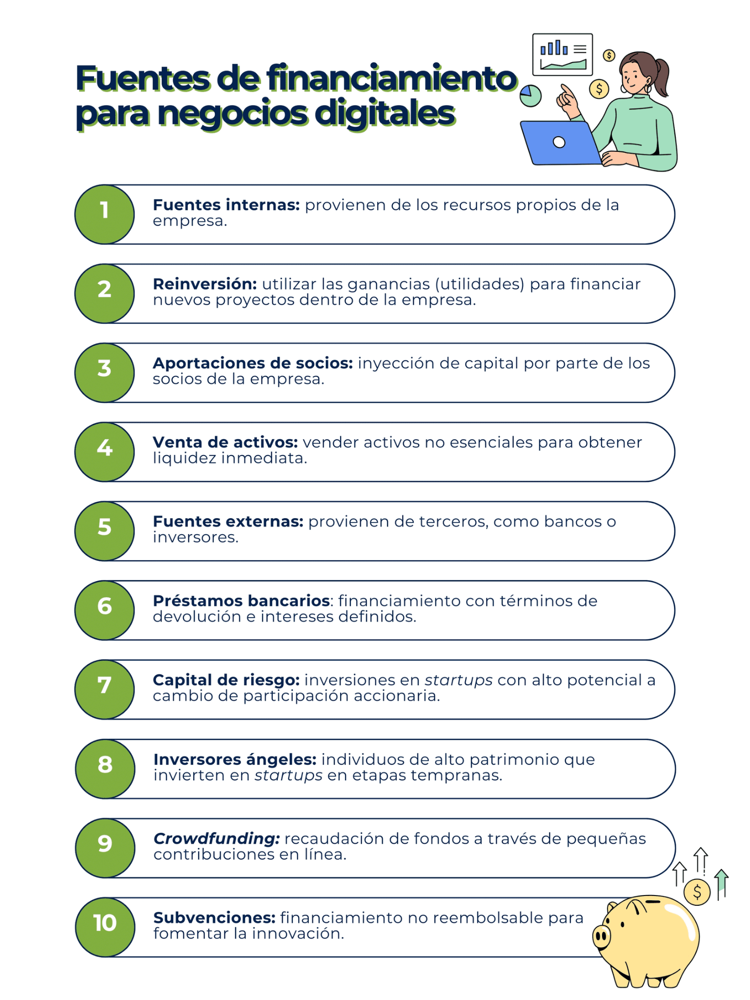 Fuentes de financiamiento
para negocios digitales
$
$
1
Fuentes internas: provienen de los recursos propios de la
empresa.
2
Reinversión: utilizar las ganancias (utilidades) para financiar
nuevos proyectos dentro de la empresa.
3
Aportaciones de socios: inyección de capital por parte de los
socios de la empresa.
4
Venta de activos: vender activos no esenciales para obtener
liquidez inmediata.
5
Fuentes externas: provienen de terceros, como bancos o
inversores.
6
Préstamos bancarios: financiamiento con términos de
devolución e intereses definidos.
7
Capital de riesgo: inversiones en startups con alto potencial a
cambio de participación accionaria.
8
Inversores ángeles: individuos de alto patrimonio que
invierten en startups en etapas tempranas.
9
Crowdfunding: recaudación de fondos a través de pequeñas
contribuciones en línea.
10
Subvenciones: financiamiento no reembolsable para
fomentar la innovación.
$